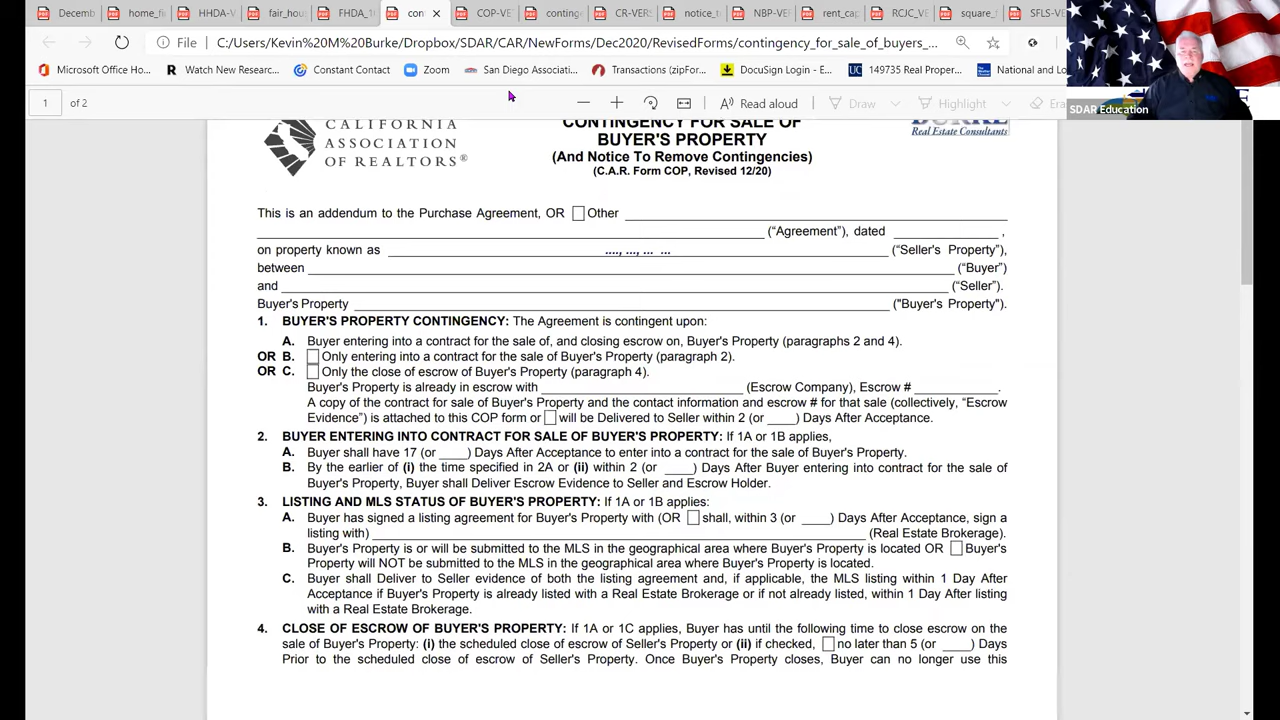 Decemb
home_fi
HHDA-V
fair_hou
FHDA_1
con
COP-VE
conting
CR-VERS
notice_t
NBP-VER
rent_cap
RCJC_VE
square_f
SFLS-VE
File
C:/Users/Kevin%20M%20Burke/Dropbox/SDAR/CAR/NewForms/Dec2020/RevisedForms/contingency_for_sale_of_buyers_...
Microsoft Office Ho...
Watch New Resear...
Constant Contact
Zoom
San Diego Associati...
Transactions (zipFor...
DocuSign Login - E...
149735 Real Proper...
National and Lo
SDAR Education
1 of 2
Read aloud
Draw
Highlight
Era
CALIFORNIA
ASSOCIATION
OF REALTORS®
CONTINGENCY FOR SALE OF
BUYER'S PROPERTY
(And Notice To Remove Contingencies)
(C.A.R. Form COP, Revised 12/20)
BURKE
Real Estate Consultants
This is an addendum to the Purchase Agreement, OR Other
("Agreement"), dated ,
on property known as ...., ..., ... ... ("Seller's Property"),
between ("Buyer")
and ("Seller").
Buyer's Property ("Buyer's Property").
1. BUYER'S PROPERTY CONTINGENCY: The Agreement is contingent upon:
A. Buyer entering into a contract for the sale of, and closing escrow on, Buyer's Property (paragraphs 2 and 4).
OR B. Only entering into a contract for the sale of Buyer's Property (paragraph 2).
OR C. Only the close of escrow of Buyer's Property (paragraph 4).
Buyer's Property is already in escrow with (Escrow Company), Escrow # .
A copy of the contract for sale of Buyer's Property and the contact information and escrow # for that sale (collectively, "Escrow
Evidence") is attached to this COP form or will be Delivered to Seller within 2 (or ____) Days After Acceptance.
2. BUYER ENTERING INTO CONTRACT FOR SALE OF BUYER'S PROPERTY: If 1A or 1B applies,
A. Buyer shall have 17 (or ____) Days After Acceptance to enter into a contract for the sale of Buyer's Property.
B. By the earlier of (i) the time specified in 2A or (ii) within 2 (or ____) Days After Buyer entering into contract for the sale of
Buyer's Property, Buyer shall Deliver Escrow Evidence to Seller and Escrow Holder.
3. LISTING AND MLS STATUS OF BUYER'S PROPERTY: If 1A or 1B applies:
A. Buyer has signed a listing agreement for Buyer's Property with (OR shall, within 3 (or ____) Days After Acceptance, sign a
listing with) (Real Estate Brokerage).
B. Buyer's Property is or will be submitted to the MLS in the geographical area where Buyer's Property is located OR Buyer's
Property will NOT be submitted to the MLS in the geographical area where Buyer's Property is located.
C. Buyer shall Deliver to Seller evidence of both the listing agreement and, if applicable, the MLS listing within 1 Day After
Acceptance if Buyer's Property is already listed with a Real Estate Brokerage or if not already listed, within 1 Day After listing
with a Real Estate Brokerage.
4. CLOSE OF ESCROW OF BUYER'S PROPERTY: If 1A or 1C applies, Buyer has until the following time to close escrow on the
sale of Buyer's Property: (i) the scheduled close of escrow of Seller's Property or (ii) if checked, no later than 5 (or ____) Days
Prior to the scheduled close of escrow of Seller's Property. Once Buyer's Property closes, Buyer can no longer use this